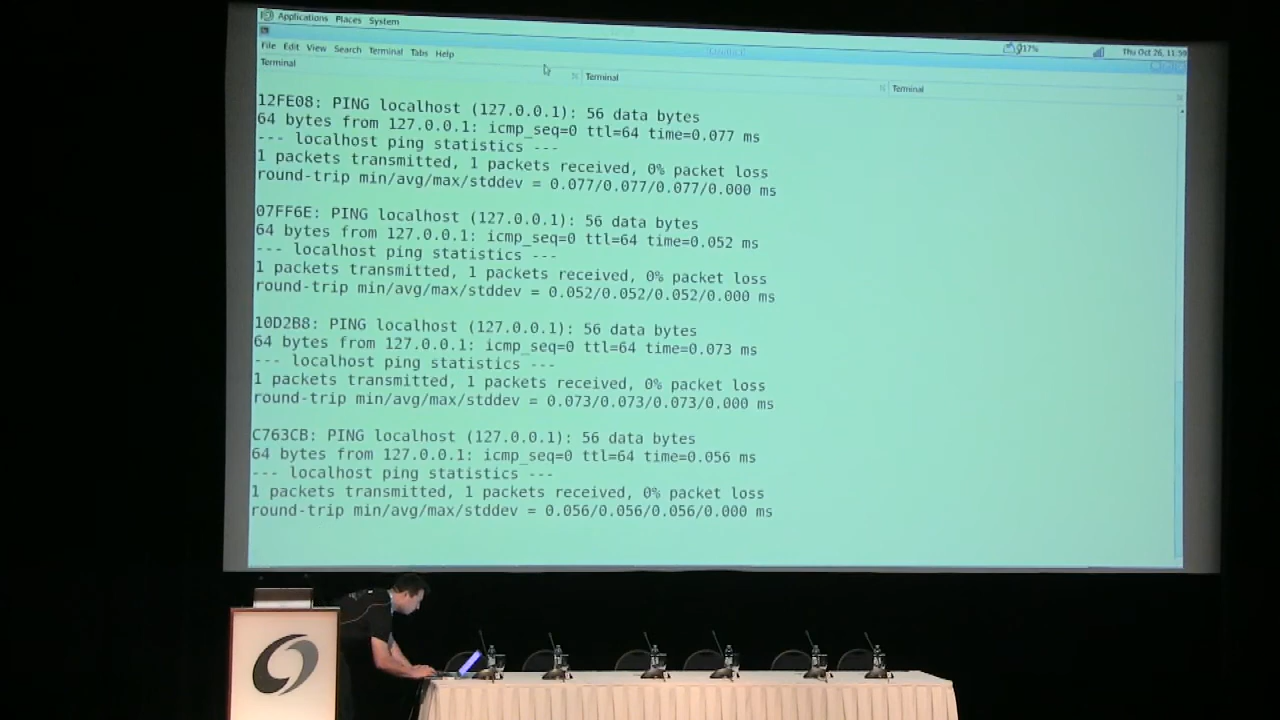 Applications Places System
17%
Thu Oct 26, 11:59
File Edit View Search Terminal Tabs Help
Terminal
Terminal
Terminal
12FE08: PING localhost (127.0.0.1): 56 data bytes
64 bytes from 127.0.0.1: icmp_seq=0 ttl=64 time=0.077 ms
--- localhost ping statistics ---
1 packets transmitted, 1 packets received, 0% packet loss
round-trip min/avg/max/stddev = 0.077/0.077/0.077/0.000 ms
07FF6E: PING localhost (127.0.0.1): 56 data bytes
64 bytes from 127.0.0.1: icmp_seq=0 ttl=64 time=0.052 ms
--- localhost ping statistics ---
1 packets transmitted, 1 packets received, 0% packet loss
round-trip min/avg/max/stddev = 0.052/0.052/0.052/0.000 ms
10D2B8: PING localhost (127.0.0.1): 56 data bytes
64 bytes from 127.0.0.1: icmp_seq=0 ttl=64 time=0.073 ms
--- localhost ping statistics ---
1 packets transmitted, 1 packets received, 0% packet loss
round-trip min/avg/max/stddev = 0.073/0.073/0.073/0.000 ms
C763CB: PING localhost (127.0.0.1): 56 data bytes
64 bytes from 127.0.0.1: icmp_seq=0 ttl=64 time=0.056 ms
--- localhost ping statistics ---
1 packets transmitted, 1 packets received, 0% packet loss
round-trip min/avg/max/stddev = 0.056/0.056/0.056/0.000 ms